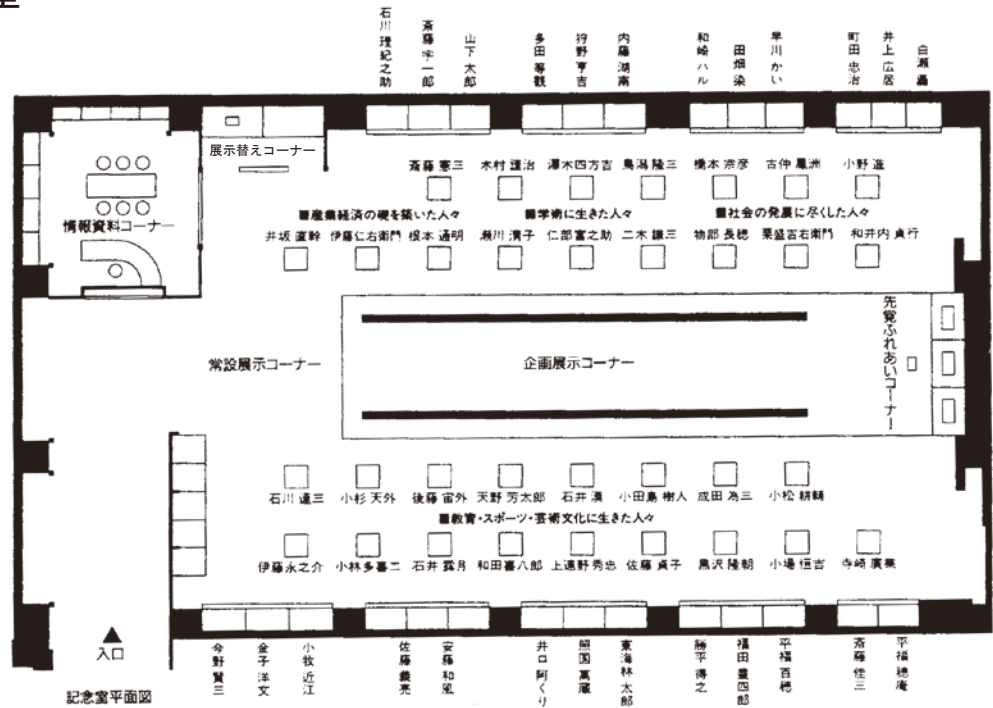 石川 理紀之助
斎藤 宇一郎
山下 太郎
多田 等観
狩野 亨吉
内藤 湖南
和崎 ハル
田畑 染
早川 かい
町田 忠治
井上 広居
白瀬 矗
展示替えコーナー
情報資料コーナー
斎藤 憲三
木村 謹治
澤木四方吉
鳥潟 隆三
橋本 宗彦
古仲 鳳洲
小野 進
■産業経済の礎を築いた人々
■学術に生きた人々
■社会の発展に尽くした人々
井坂 直幹
伊藤仁右衛門
根本 通明
瀬川 清子
仁部富之助
二木 謙三
物部 長穂
栗盛吉右衛門
和井内 貞行
常設展示コーナー
企画展示コーナー
先覚ふれあいコーナー
石川 達三
小杉 天外
後藤 宙外
天野 芳太郎
石井 漠
小田島 樹人
成田 為三
小松 耕輔
■教育・スポーツ・芸術文化に生きた人々
伊藤永之介
小林多喜二
石井 露月
和田喜八郎
上遠野秀忠
佐藤 貞子
黒沢 隆朝
小場 恒吉
寺崎 廣業
入口
今野 賢三
金子 洋文
小牧 近江
佐藤 義亮
安藤 和風
井口 阿くり
照国 萬蔵
東海林 太郎
勝平 得之
福田 豊四郎
平福 百穂
斎藤 佳三
平福 穂庵
記念室平面図